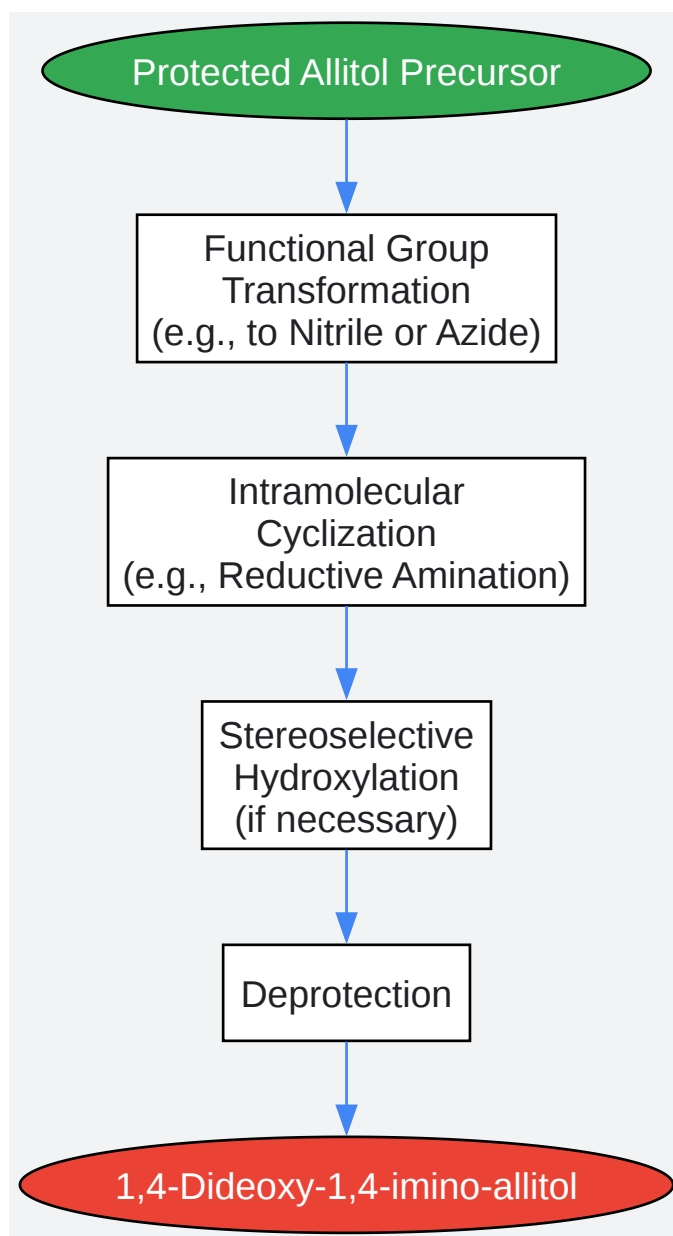 Protected Allitol Precursor
Functional Group
Transformation
(e.g., to Nitrile or Azide)
Intramolecular
Cyclization
(e.g., Reductive Amination)
Stereoselective
Hydroxylation
(if necessary)
Deprotection
1,4-Dideoxy-1,4-imino-allitol